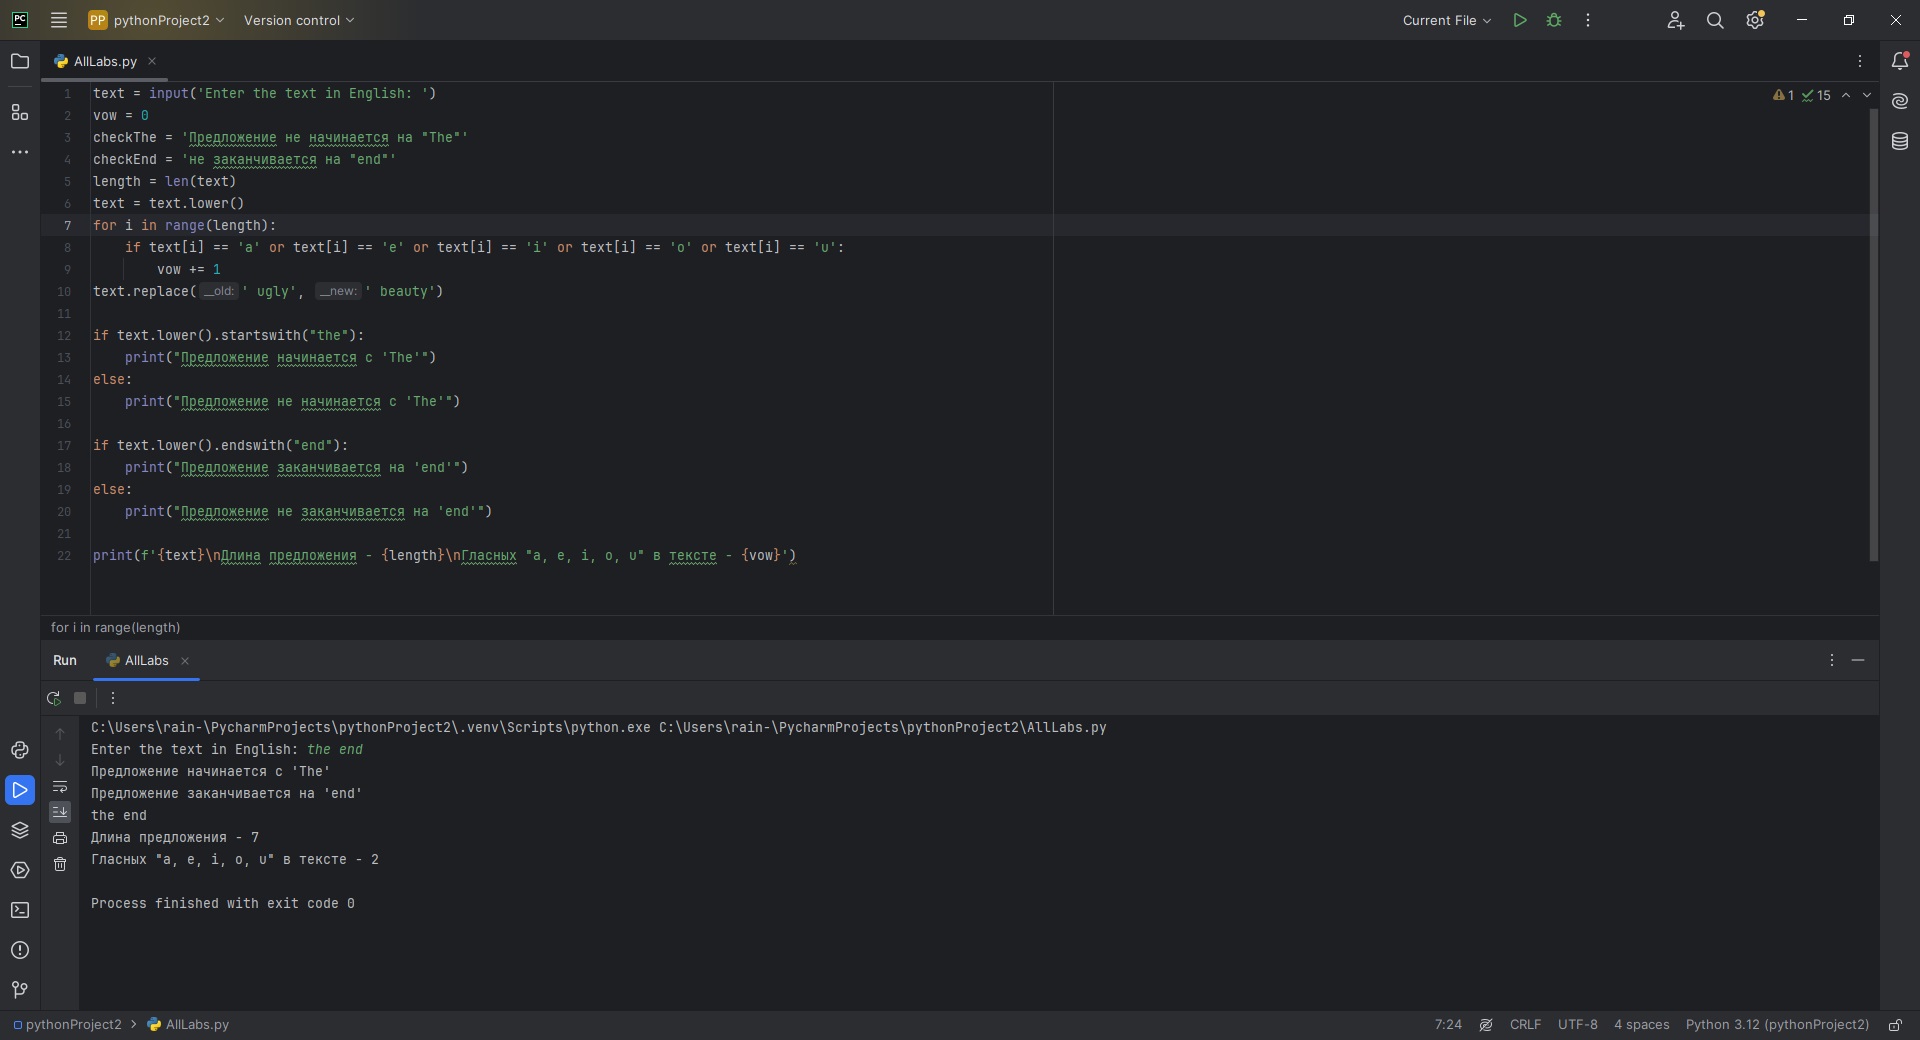 PC PP pythonProject2 Version control Current File
AllLabs.py
1 text = input('Enter the text in English: ')
2 vow = 0
3 checkThe = 'Предложение не начинается на "The"'
4 checkEnd = 'не заканчивается на "end"'
5 length = len(text)
6 text = text.lower()
7 for i in range(length):
8     if text[i] == 'a' or text[i] == 'e' or text[i] == 'i' or text[i] == 'o' or text[i] == 'u':
9         vow += 1
10 text.replace( __old: ' ugly', __new: ' beauty')
11
12 if text.lower().startswith("the"):
13     print("Предложение начинается с 'The'")
14 else:
15     print("Предложение не начинается с 'The'")
16
17 if text.lower().endswith("end"):
18     print("Предложение заканчивается на 'end'")
19 else:
20     print("Предложение не заканчивается на 'end'")
21
22 print(f'{text}\nДлина предложения - {length}\nГласных "a, e, i, o, u" в тексте - {vow}')
1 15
for i in range(length)
Run AllLabs
C:\Users\rain-\PycharmProjects\pythonProject2\.venv\Scripts\python.exe C:\Users\rain-\PycharmProjects\pythonProject2\AllLabs.py
Enter the text in English: the end
Предложение начинается с 'The'
Предложение заканчивается на 'end'
the end
Длина предложения - 7
Гласных "a, e, i, o, u" в тексте - 2
Process finished with exit code 0
pythonProject2 > AllLabs.py 7:24 CRLF UTF-8 4 spaces Python 3.12 (pythonProject2)